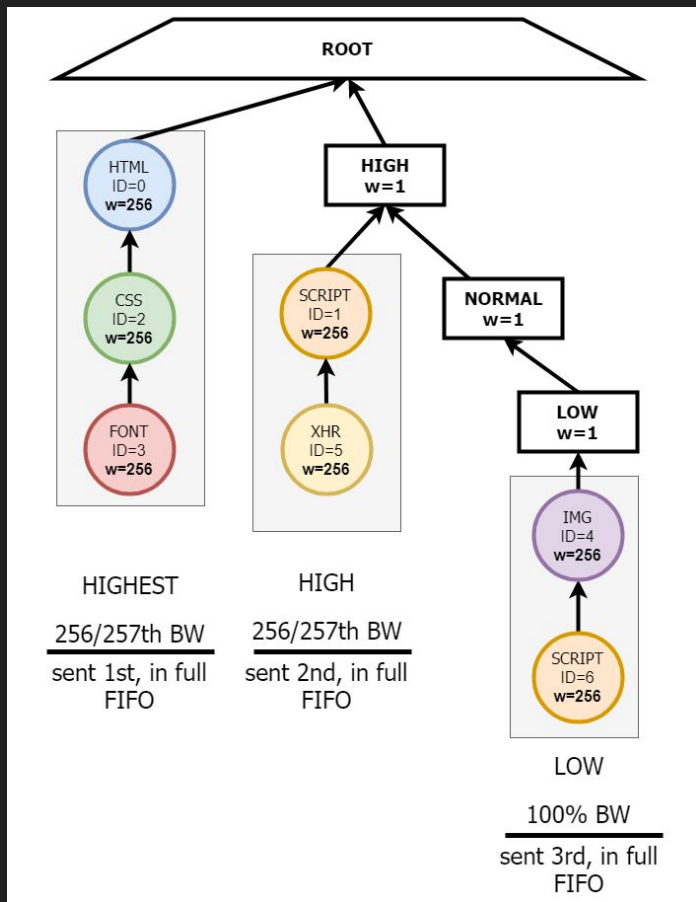 ROOT
HTML
ID=0
w=256
CSS
ID=2
w=256
FONT
ID=3
w=256
HIGHEST
256/257th BW
sent 1st, in full
FIFO
HIGH
w=1
SCRIPT
ID=1
w=256
XHR
ID=5
w=256
HIGH
256/257th BW
sent 2nd, in full
FIFO
NORMAL
w=1
LOW
w=1
IMG
ID=4
w=256
SCRIPT
ID=6
w=256
LOW
100% BW
sent 3rd, in full
FIFO